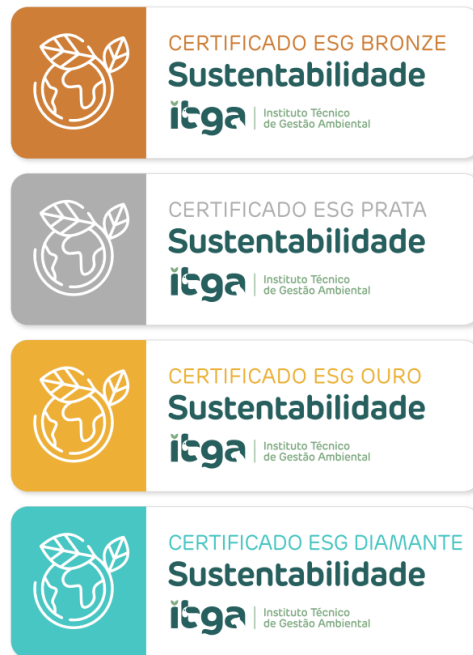 CERTIFICADO ESG BRONZE
Sustentabilidade
itga
Instituto Técnico
de Gestão Ambiental
CERTIFICADO ESG PRATA
Sustentabilidade
itga
Instituto Técnico
de Gestão Ambiental
CERTIFICADO ESG OURO
Sustentabilidade
itga
Instituto Técnico
de Gestão Ambiental
CERTIFICADO ESG DIAMANTE
Sustentabilidade
itga
Instituto Técnico
de Gestão Ambiental